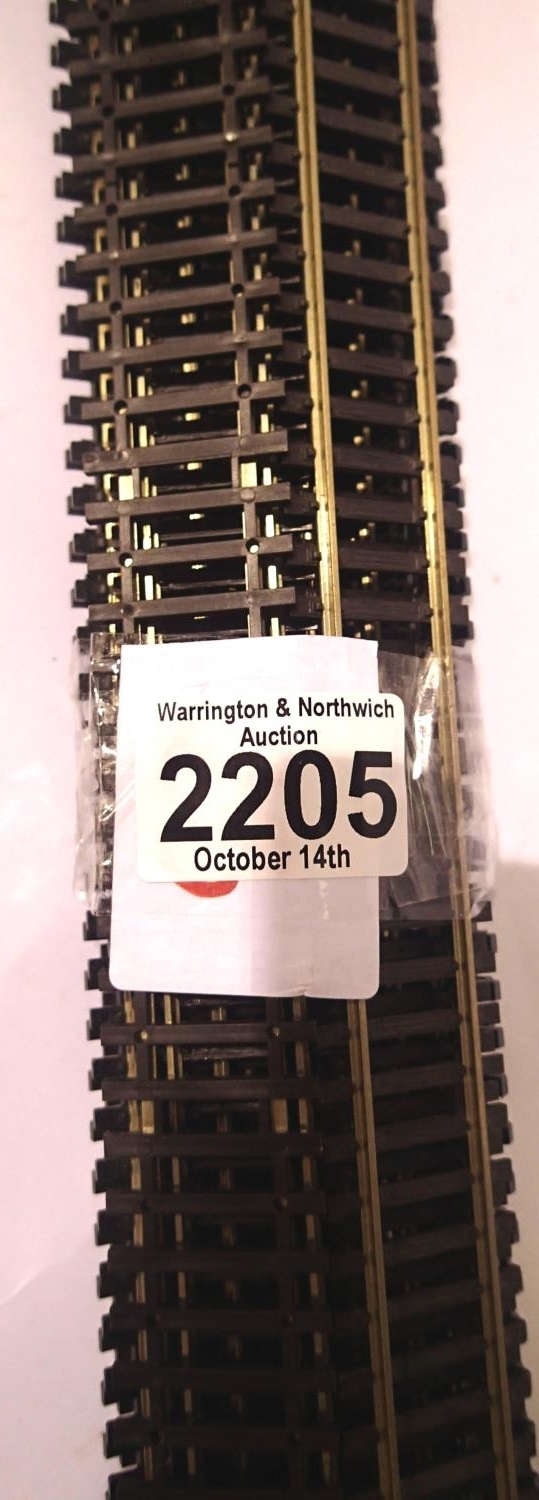 Warrington & Northwich
Auction
2205
October 14th